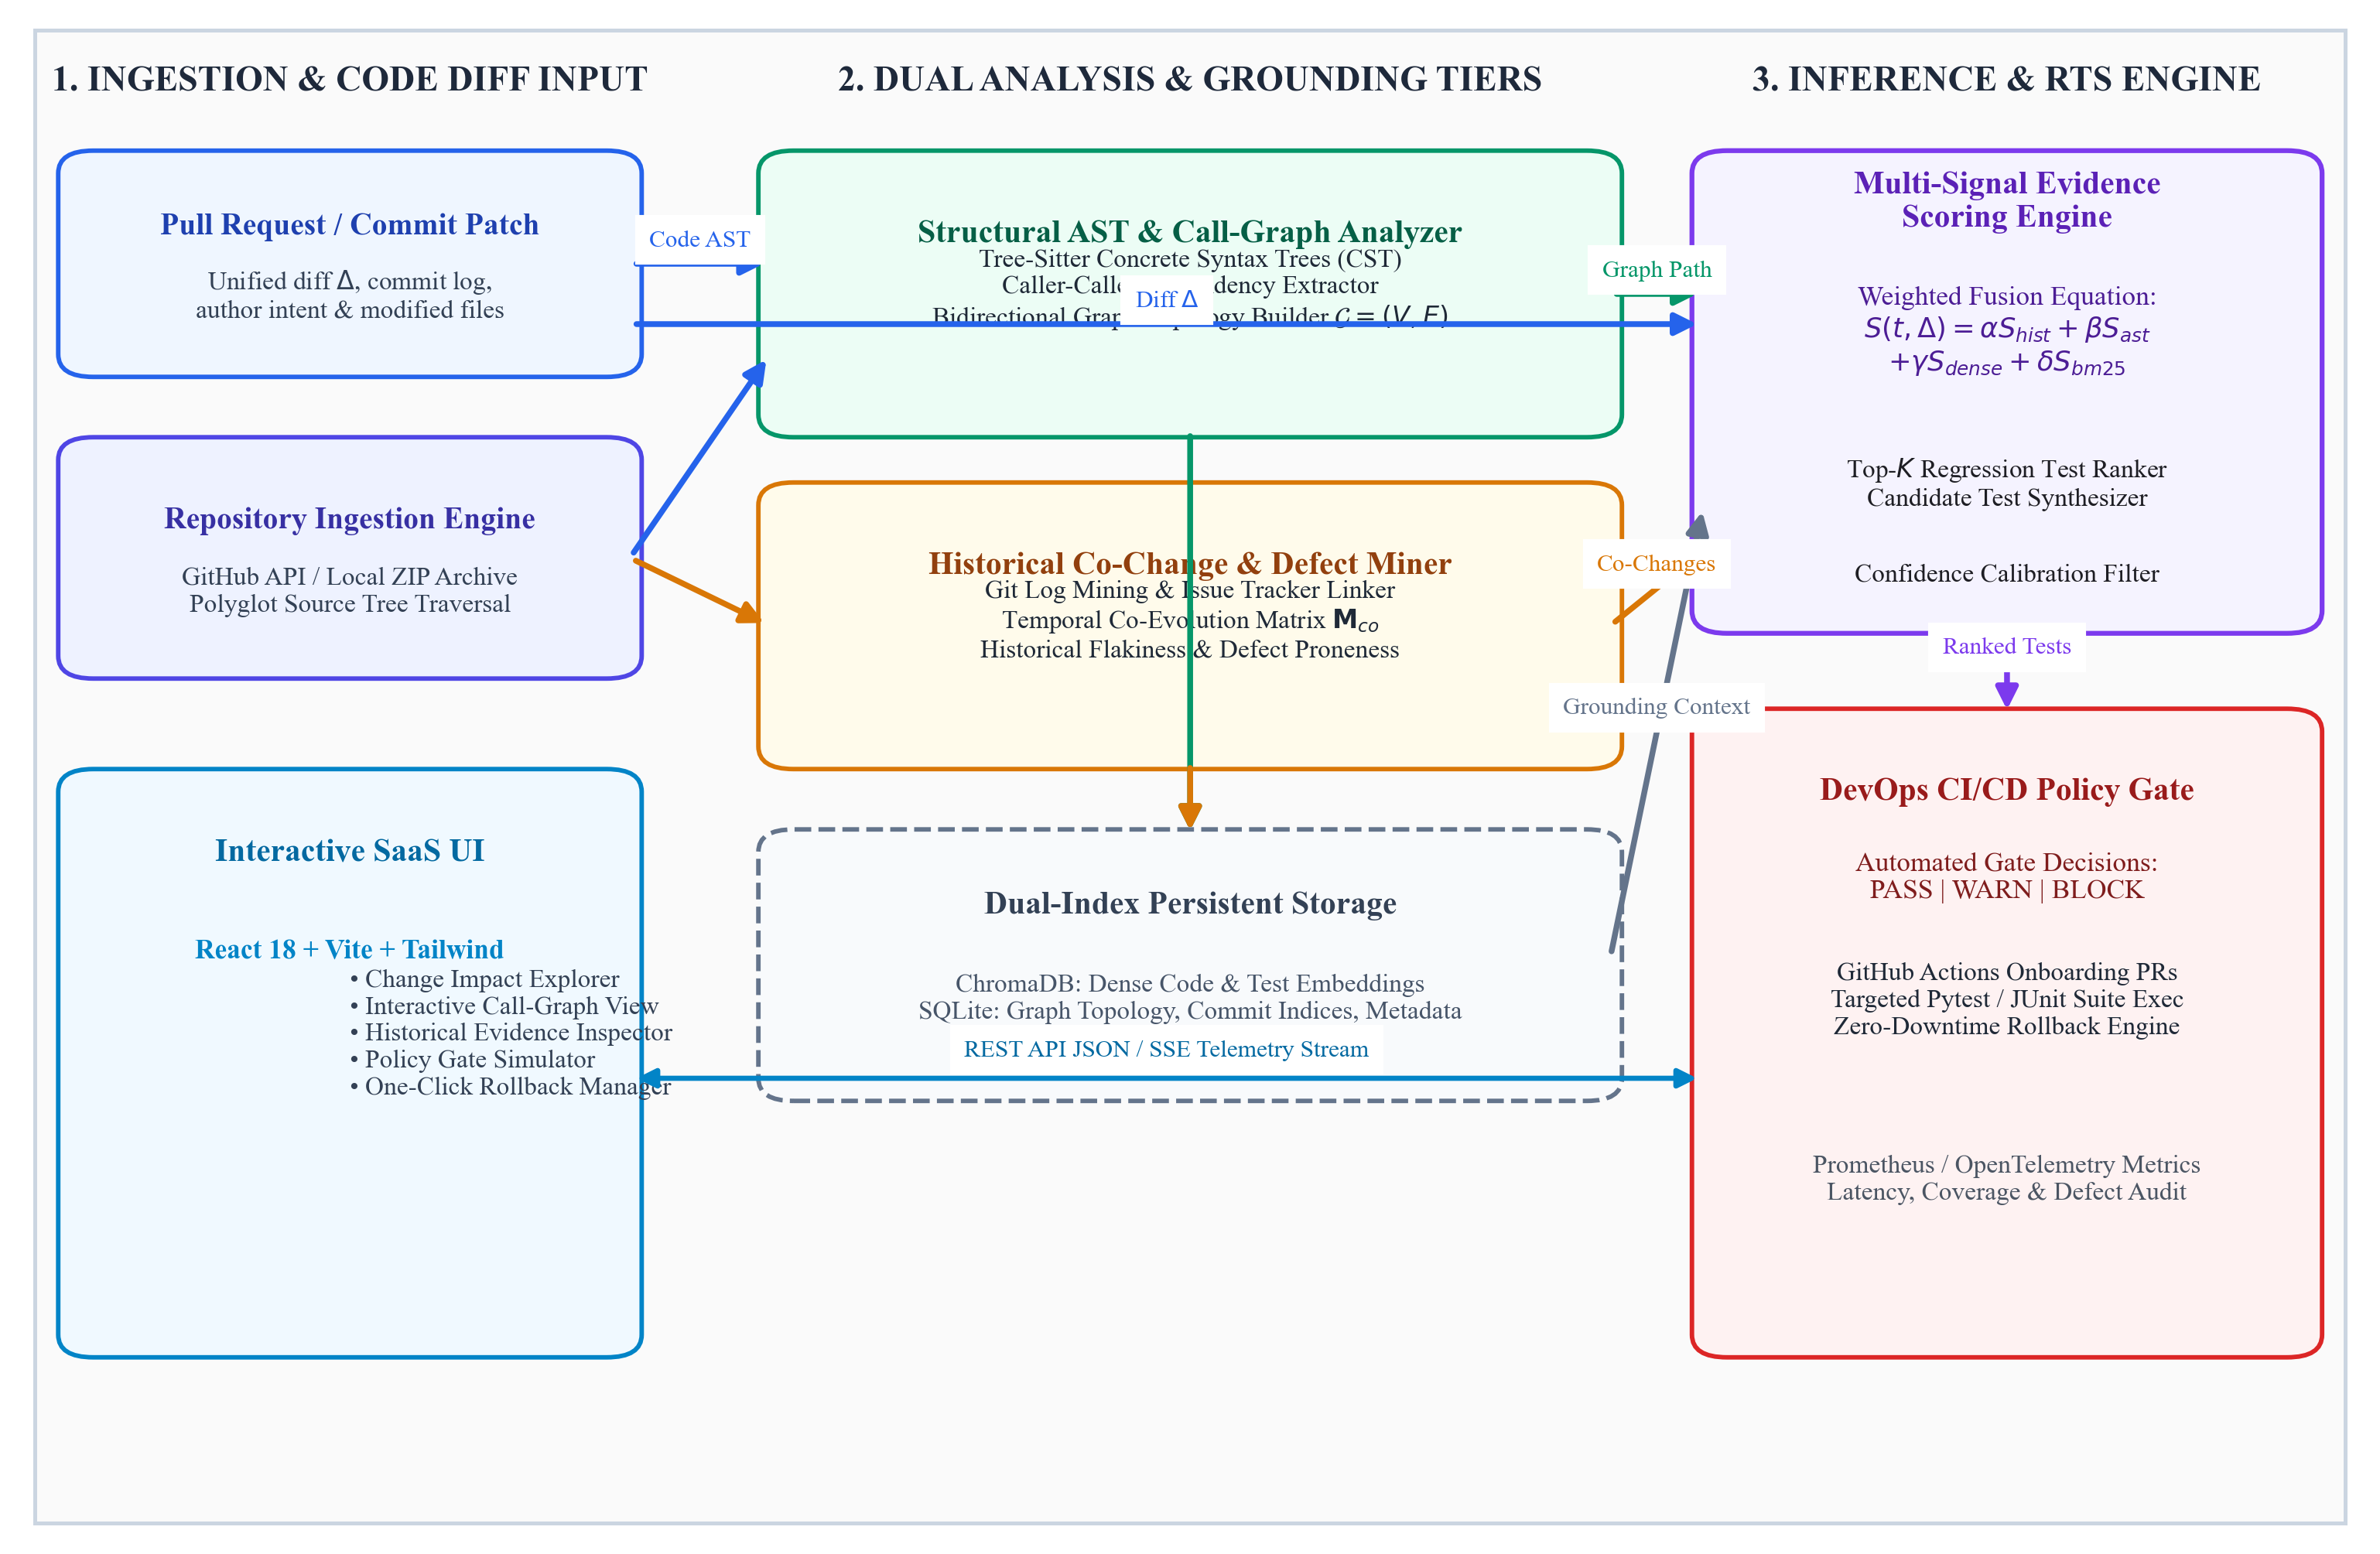 1. INGESTION & CODE DIFF INPUT
Pull Request / Commit Patch
Unified diff Δ, commit log,
author intent & modified files
Repository Ingestion Engine
GitHub API / Local ZIP Archive
Polyglot Source Tree Traversal
Interactive SaaS UI
React 18 + Vite + Tailwind
• Change Impact Explorer
• Interactive Call-Graph View
• Historical Evidence Inspector
• Policy Gate Simulator
• One-Click Rollback Manager
Code AST
2. DUAL ANALYSIS & GROUNDING TIERS
Structural AST & Call-Graph Analyzer
Tree-Sitter Concrete Syntax Trees (CST)
Extractor
Diff Δ
Bidirectional Builder 𝒢 = (V, E)
Historical Co-Change & Defect Miner
Git Log Mining & Issue Tracker Linker
Temporal Co-Evolution Matrix M_co
Historical Flakiness & Defect Proneness
Dual-Index Persistent Storage
ChromaDB: Dense Code & Test Embeddings
SQLite: Graph Topology, Commit Indices, Metadata
REST API JSON / SSE Telemetry Stream
Graph Path
Co-Changes
Grounding Context
3. INFERENCE & RTS ENGINE
Multi-Signal Evidence
Scoring Engine
Weighted Fusion Equation:
S(t, Δ) = αS_hist + βS_ast
+γS_dense + δS_bm25
Top-K Regression Test Ranker
Candidate Test Synthesizer
Confidence Calibration Filter
Ranked Tests
DevOps CI/CD Policy Gate
Automated Gate Decisions:
PASS | WARN | BLOCK
GitHub Actions Onboarding PRs
Targeted Pytest / JUnit Suite Exec
Zero-Downtime Rollback Engine
Prometheus / OpenTelemetry Metrics
Latency, Coverage & Defect Audit